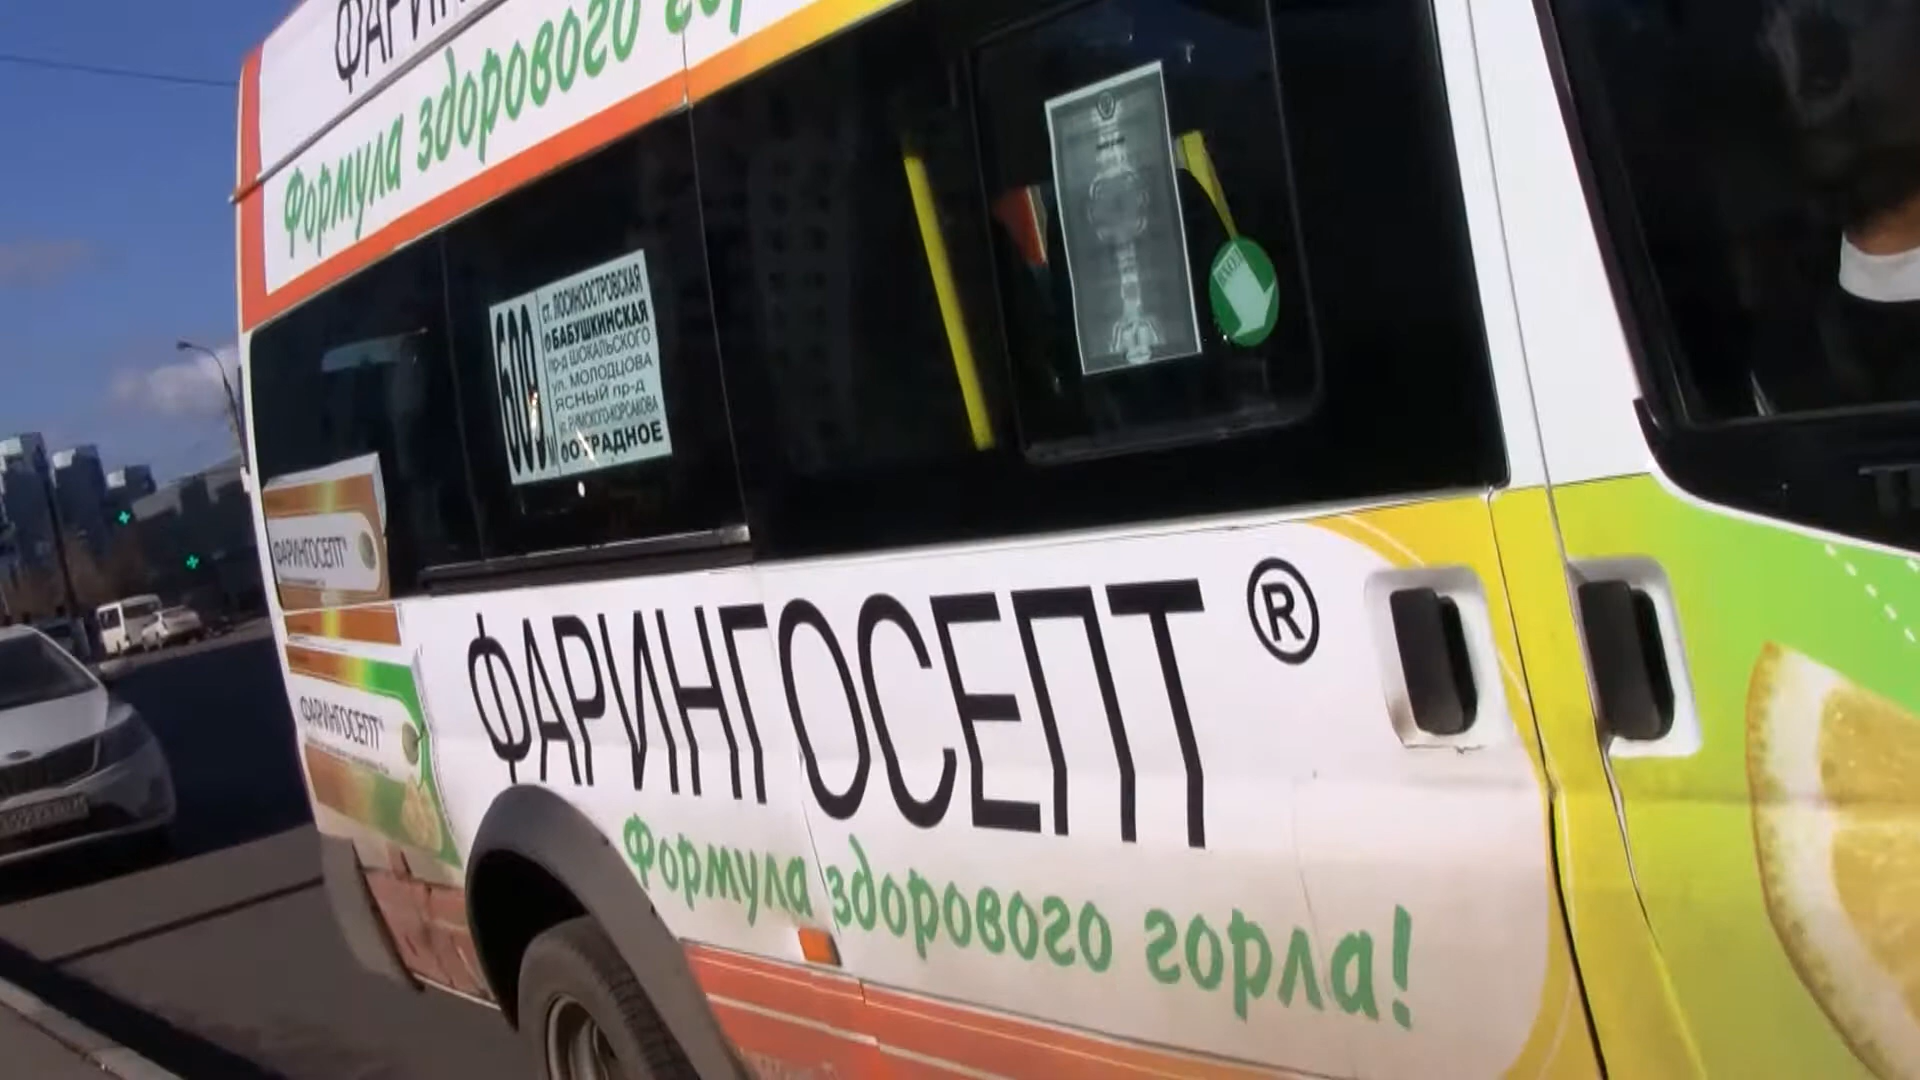 Формула здорового
609м
ст. ЛОСИНООСТРОВСКАЯ
БАБУШКИНСКАЯ
пр-д ШОКАЛЬСКОГО
ул. МОЛОДЦОВА
ЯСНЫЙ пр-д
ул. РИМСКОГО-КОРСАКОВА
ОТРАДНОЕ
ВХОД
ФАРИНГОСЕПТ®
ФАРИНГОСЕПТ
ФАРИНГОСЕПТ®
Формула здорового горла!